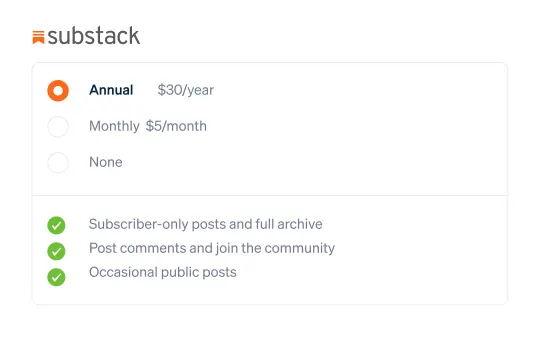 substack
Annual $30/year
Monthly $5/month
None
Subscriber-only posts and full archive
Post comments and join the community
Occasional public posts